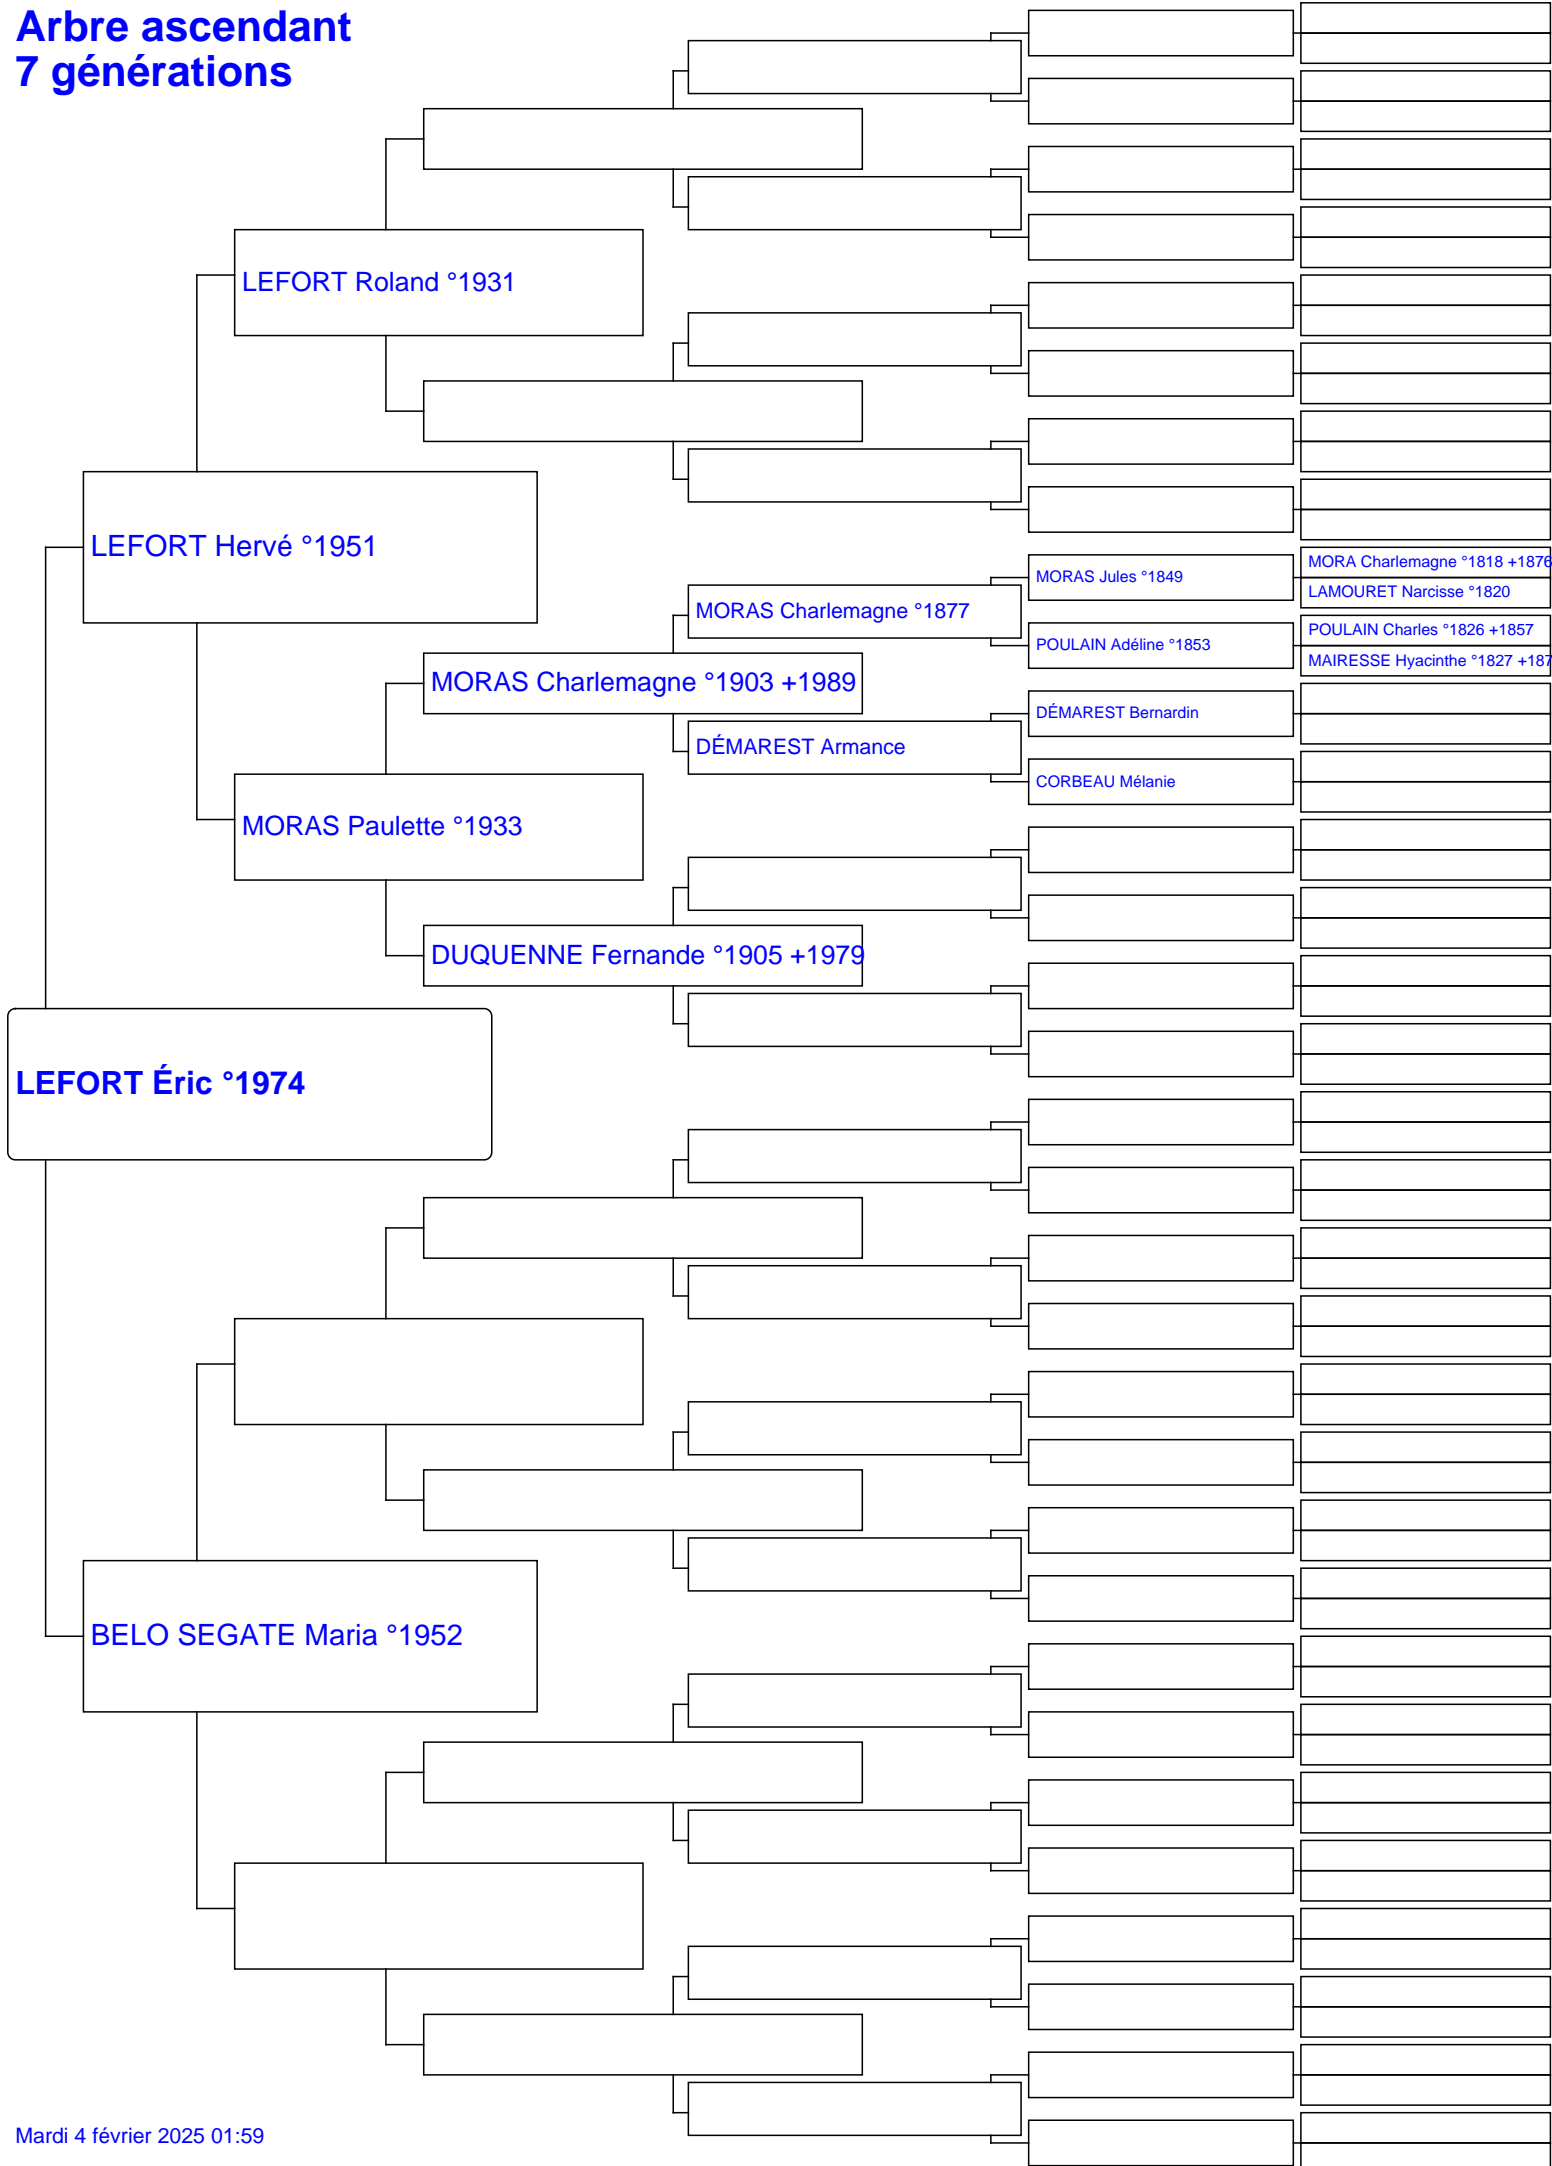 Arbre ascendant
7 générations
LEFORT Roland °1931
LEFORT Hervé °1951
MORA Charlemagne °1818 +1876
MORAS Jules °1849
LAMOURET Narcisse °1820
MORAS Charlemagne °1877
POULAIN Charles °1826 +1857
POULAIN Adéline °1853
MAIRESSE Hyacinthe °1827
MORAS Charlemagne °1903 +1989
DÉMAREST Bernardin
DÉMAREST Armance
CORBEAU Mélanie
MORAS Paulette °1933
DUQUENNE Fernande °1905 +1979
LEFORT Éric °1974
BELO SEGATE Maria °1952
Mardi 4 février 2025 01:59